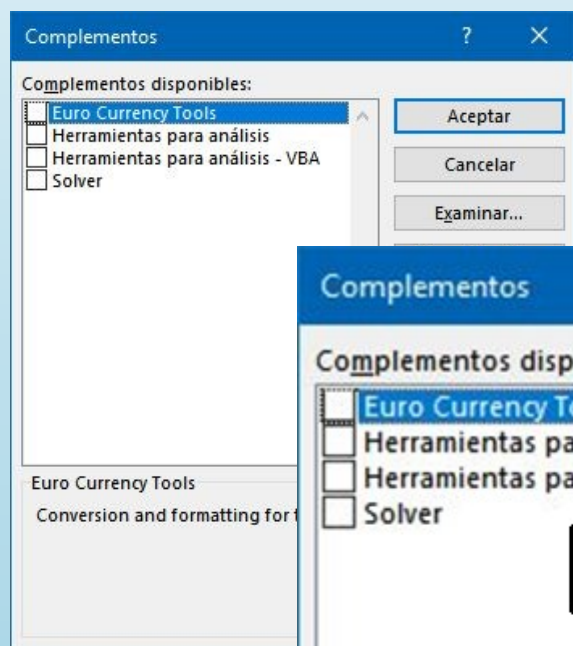 Complementos
Complementos disponibles:
Euro Currency Tools
Herramientas para análisis
Herramientas para análisis - VBA
Solver
Aceptar
Cancelar
Examinar...
Euro Currency Tools
Conversion and formatting for
Complementos
Complementos disp
Euro Currency
Herramientas pa
Herramientas pa
Solver